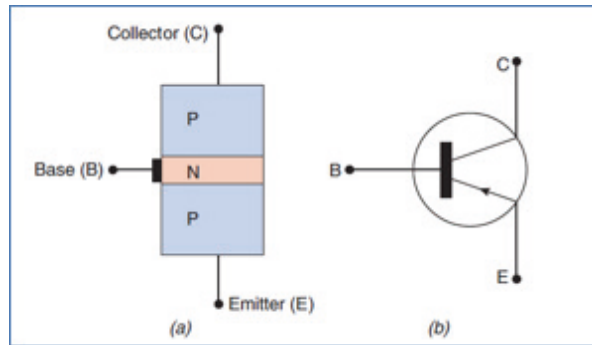 Collector (C)
P
Base (B)
N
P
Emitter (E)
(a)
C
B
E
(b)